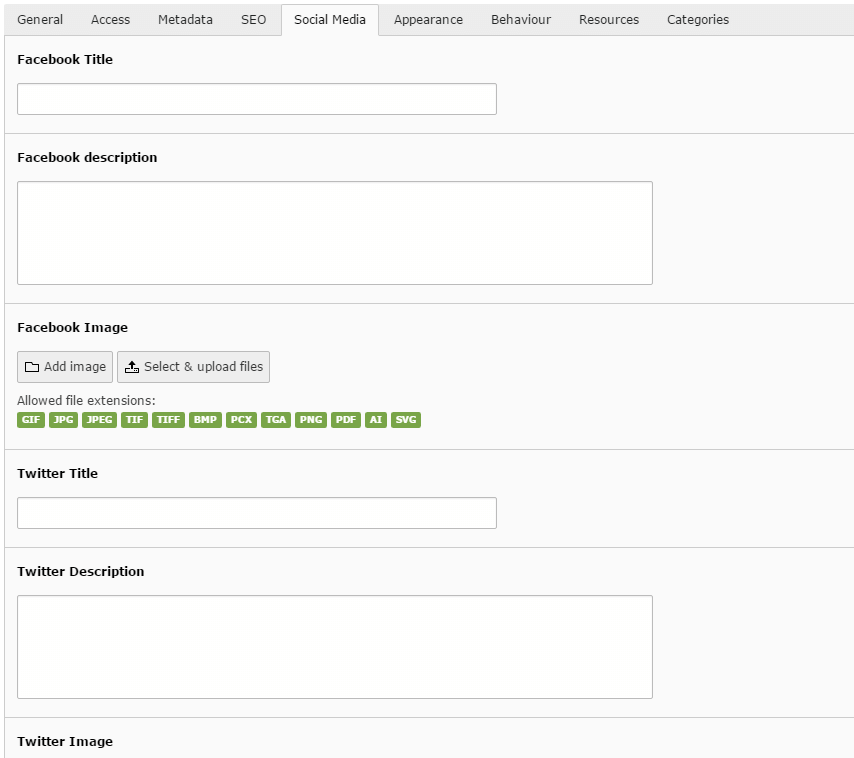 General Access Metadata SEO Social Media Appearance Behaviour Resources Categories
Facebook Title
Facebook description
Facebook Image
Add image Select & upload files
Allowed file extensions:
GIF JPG JPEG TIF TIFF BMP PCX TGA PNG PDF AI SVG
Twitter Title
Twitter Description
Twitter Image